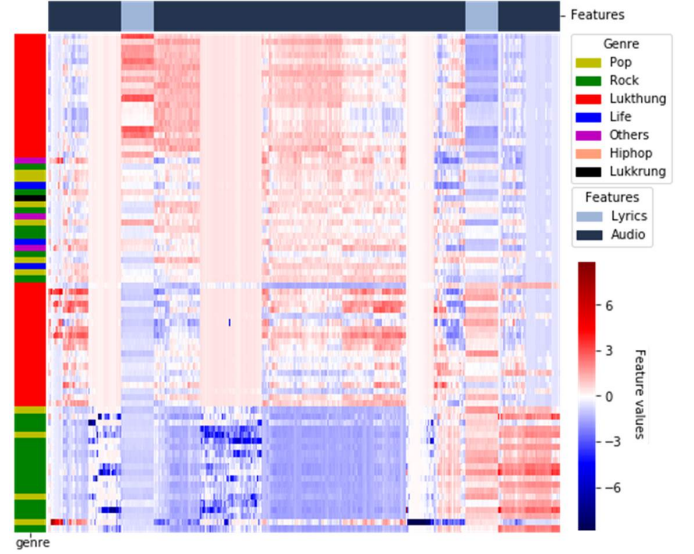 Features
Genre
Pop
Rock
Lukthung
Life
Others
Hiphop
Lukkrung
Features
Lyrics
Audio
6
3
0
−3
−6
Feature values
genre